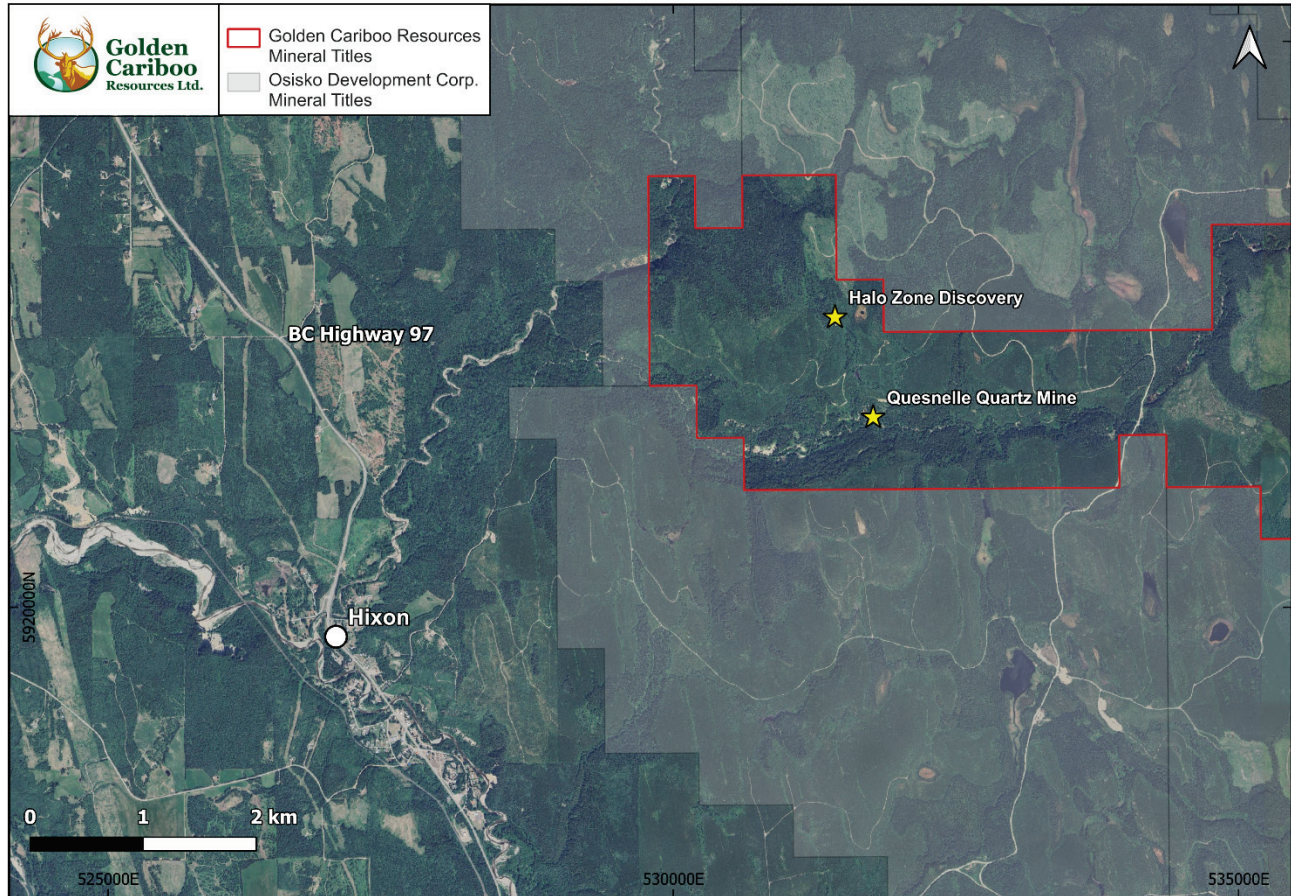 Golden
Cariboo
Resources Ltd.
Golden Cariboo Resources
Mineral Titles
Osisko Development Corp.
Mineral Titles
Halo Zone Discovery
BC Highway 97
Quesnelle Quartz Mine
5920000N
Hixon
0 1 2 km
525000E 530000E 535000E